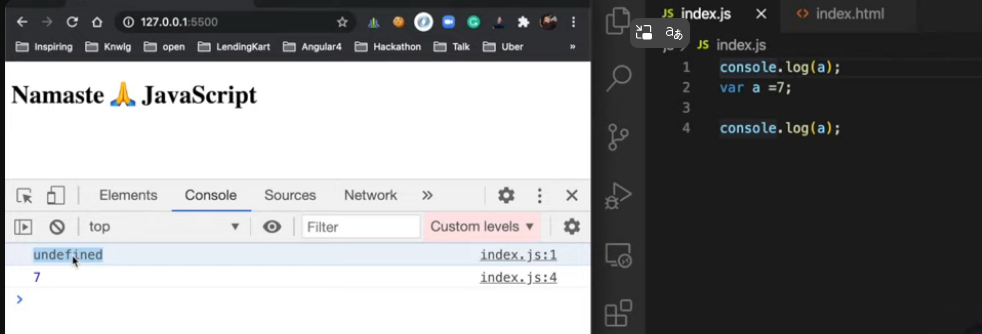 127.0.0.1:5500
Inspiring Knwlg open LendingKart Angular4 Hackathon Talk Uber »
Namaste 🙏 JavaScript
Elements Console Sources Network »
top Filter Custom levels
undefined index.js:1
7 index.js:4
>
JS index.js index.html
JS index.js
1 console.log(a);
2 var a =7;
3
4 console.log(a);